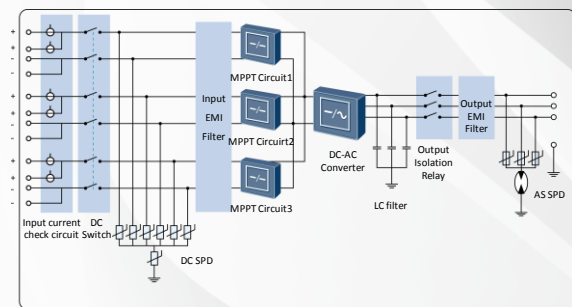 +
+
-
-
+
+
-
-
+
+
-
-
Input current
check circuit
DC
Switch
DC SPD
Input
EMI
Filter
MPPT Circuit1
MPPT Circuirt2
MPPT Circuit3
DC-AC
Converter
LC filter
Output
Isolation
Relay
Output
EMI
Filter
AS SPD